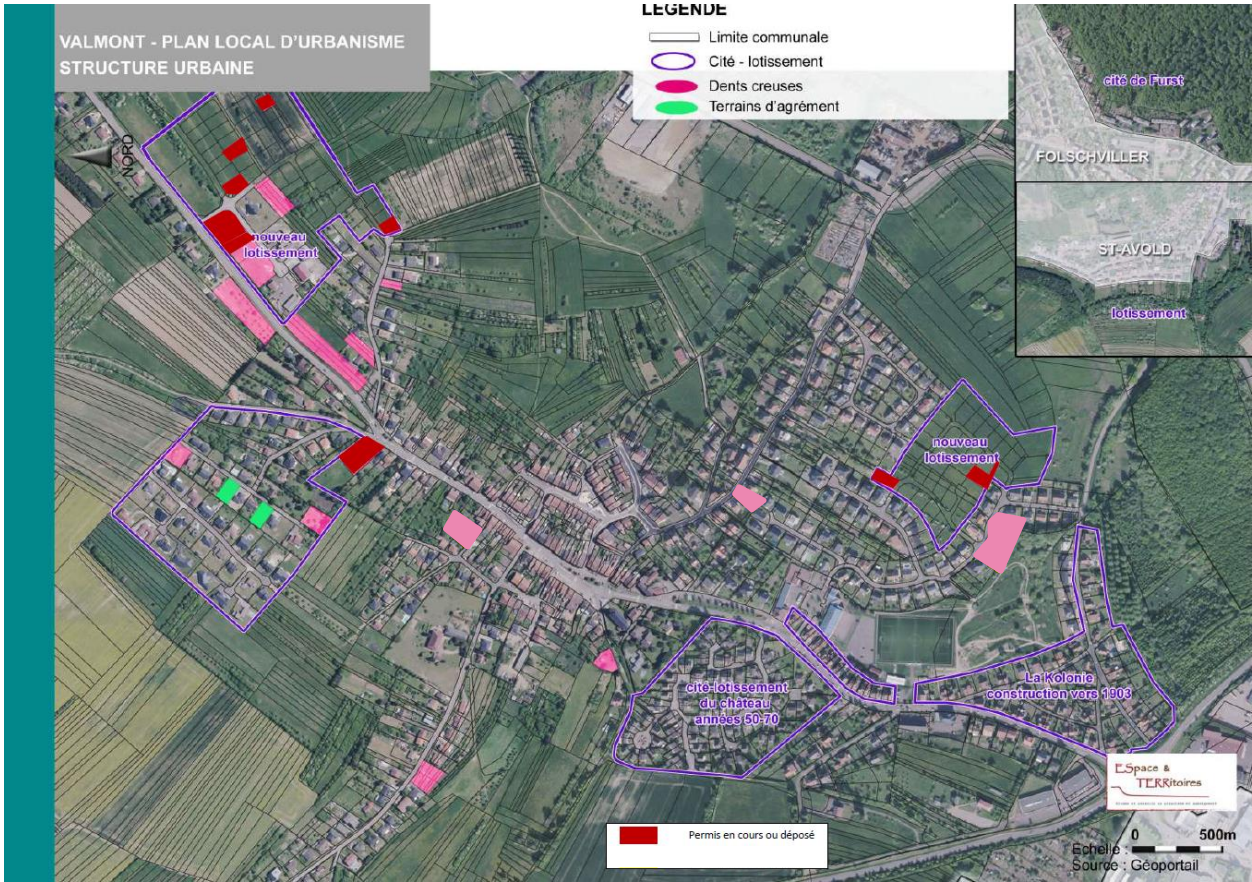 VALMONT - PLAN LOCAL D'URBANISME
STRUCTURE URBAINE
LEGENDE
Limite communale
Cité - lotissement
Dents creuses
Terrains d'agrément
NORD
cité de Furst
FOLSCHVILLER
ST-AVOLD
lotissement
nouveau
lotissement
nouveau
lotissement
cité-lotissement
du château
années 50-70
La Kolonie
construction vers 1903
ESpace &
TERRitoires
Permis en cours ou déposé
0 500m
Echelle :
Source : Géoportail